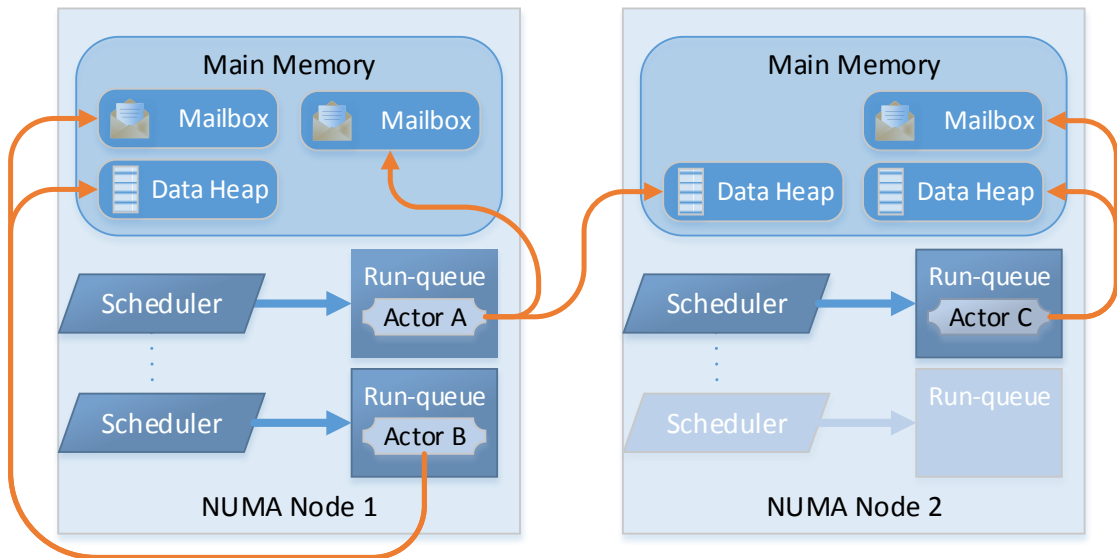 Main Memory
Mailbox
Mailbox
Data Heap
Scheduler
Run-queue
Actor A
Scheduler
Run-queue
Actor B
NUMA Node 1
Main Memory
Mailbox
Data Heap
Data Heap
Scheduler
Run-queue
Actor C
Scheduler
Run-queue
NUMA Node 2